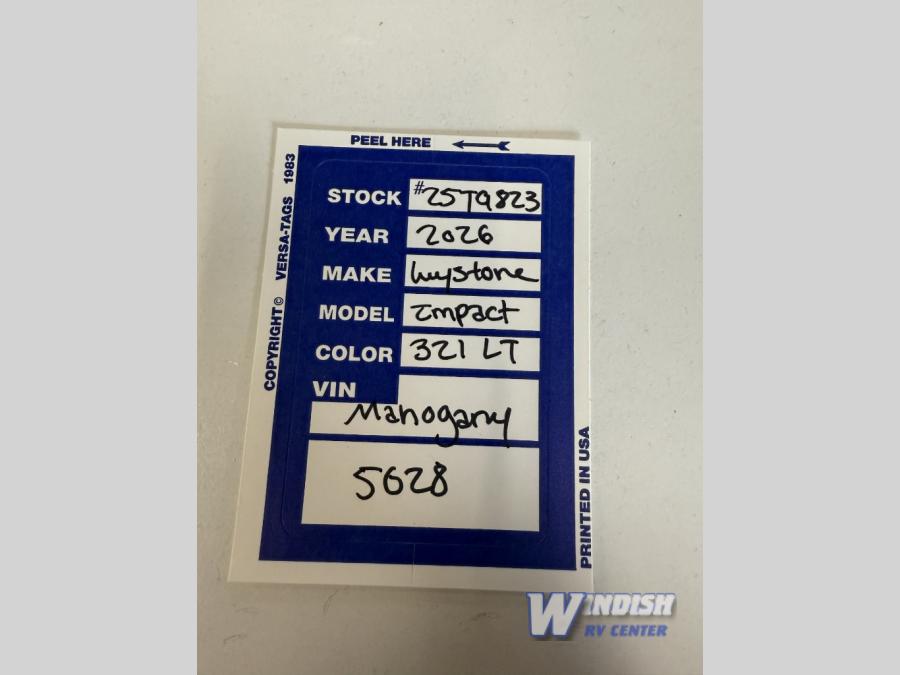 PEEL HERE
COPYRIGHT © VERSA-TAGS 1983
STOCK #25T9823
YEAR 2026
MAKE Keystone
MODEL Impact
COLOR 321 LT
VIN
Mahogany
5628
PRINTED IN USA
WINDISH
RV CENTER